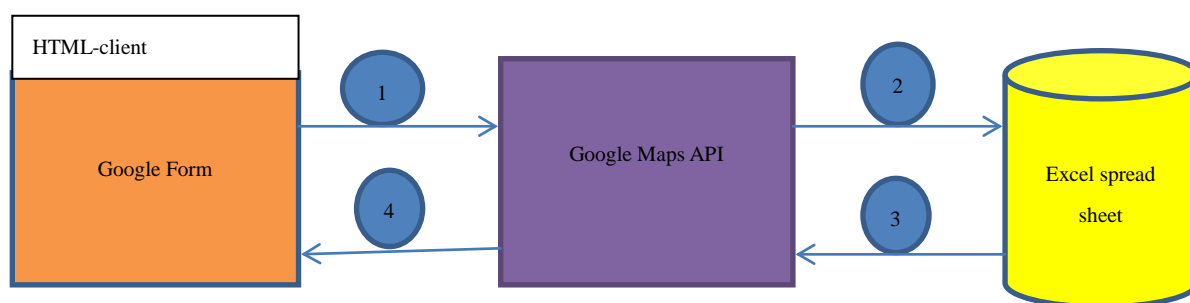 HTML-client
Google Form
1
4
Google Maps API
2
3
Excel spread
sheet